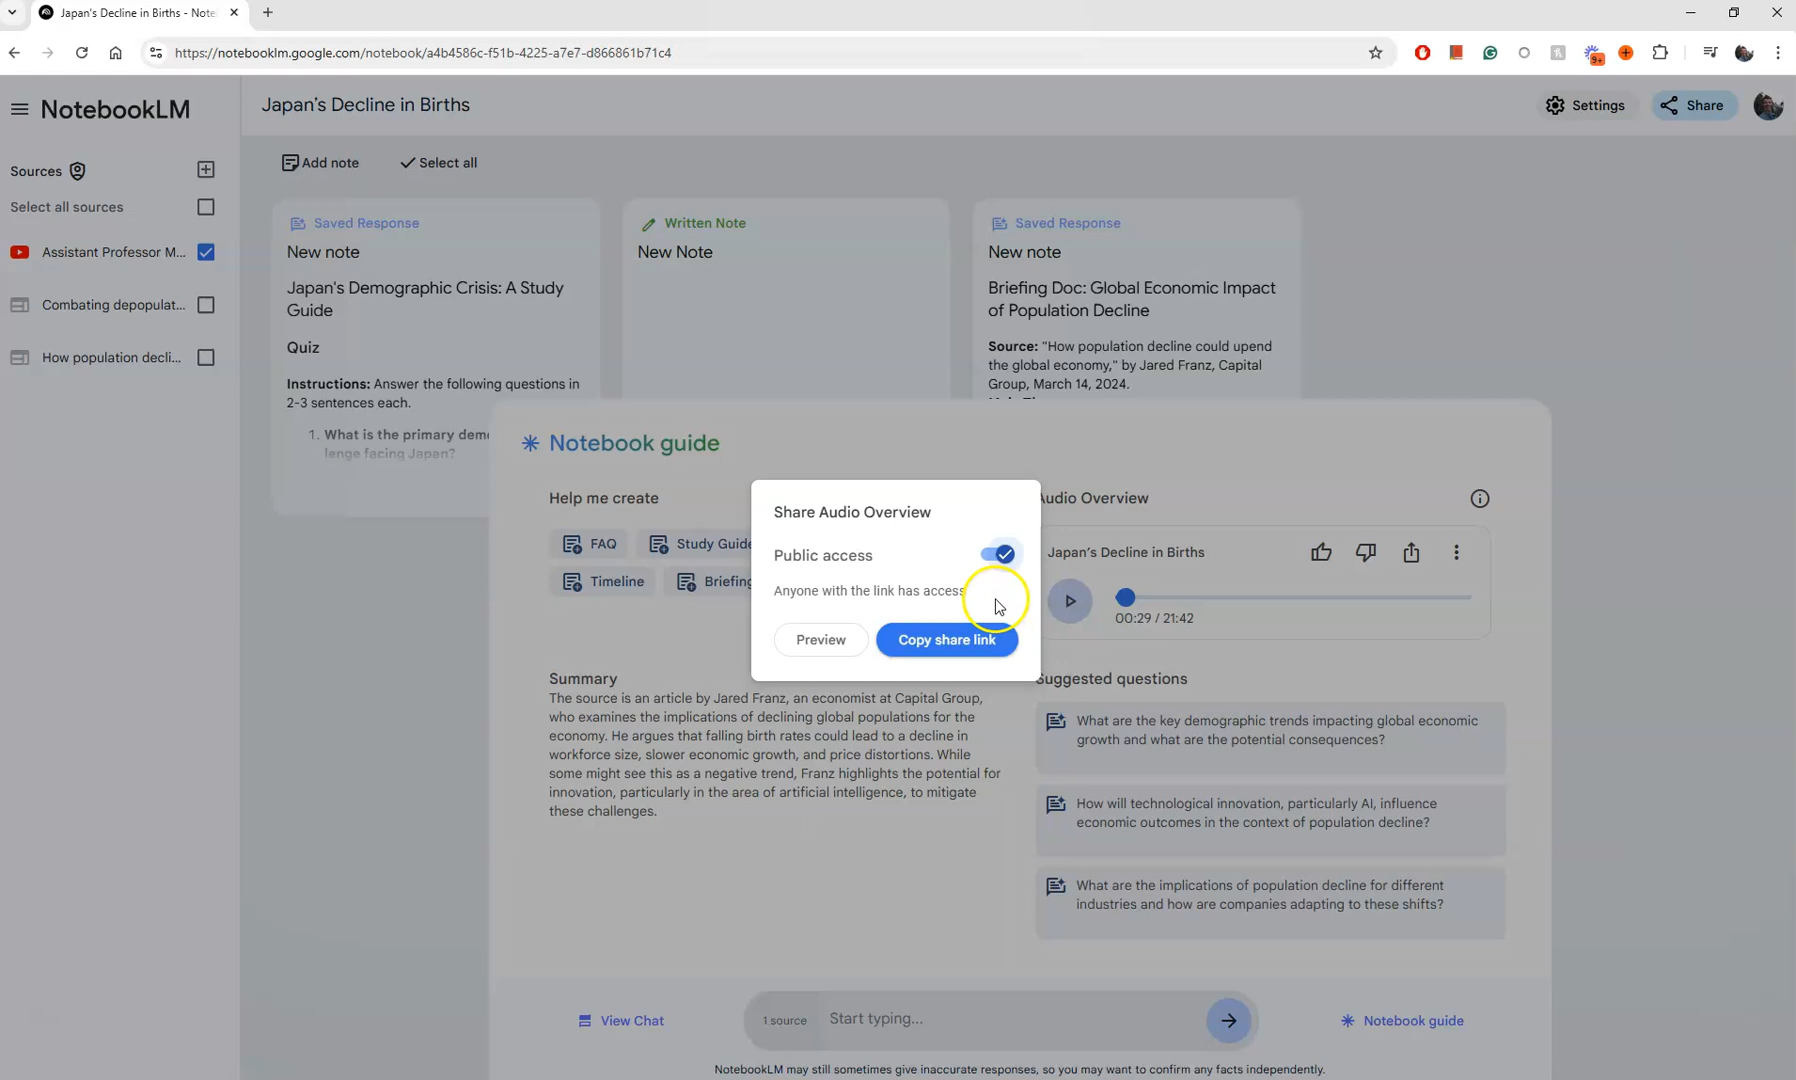 Japan's Decline in Births - Note
https://notebooklm.google.com/notebook/a4b4586c-f51b-4225-a7e7-d866861b71c4
9+
NotebookLM
Japan's Decline in Births
Settings
Share
Sources
Select all sources
Assistant Professor M...
Combating depopulat...
How population decli...
Add note
Select all
Saved Response
New note
Japan's Demographic Crisis: A Study
Guide
Quiz
Instructions: Answer the following questions in
2-3 sentences each.
1. What is the primary demo
lenge facing Japan?
Written Note
New Note
Saved Response
New note
Briefing Doc: Global Economic Impact
of Population Decline
Source: "How population decline could upend
the global economy," by Jared Franz, Capital
Group, March 14, 2024.
Notebook guide
Help me create
FAQ
Study Guide
Timeline
Briefing
Share Audio Overview
Public access
Anyone with the link has access
Preview
Copy share link
Audio Overview
Japan's Decline in Births
00:29 / 21:42
Summary
The source is an article by Jared Franz, an economist at Capital Group,
who examines the implications of declining global populations for the
economy. He argues that falling birth rates could lead to a decline in
workforce size, slower economic growth, and price distortions. While
some might see this as a negative trend, Franz highlights the potential for
innovation, particularly in the area of artificial intelligence, to mitigate
these challenges.
Suggested questions
What are the key demographic trends impacting global economic
growth and what are the potential consequences?
How will technological innovation, particularly AI, influence
economic outcomes in the context of population decline?
What are the implications of population decline for different
industries and how are companies adapting to these shifts?
View Chat
1 source
Start typing...
Notebook guide
NotebookLM may still sometimes give inaccurate responses, so you may want to confirm any facts independently.